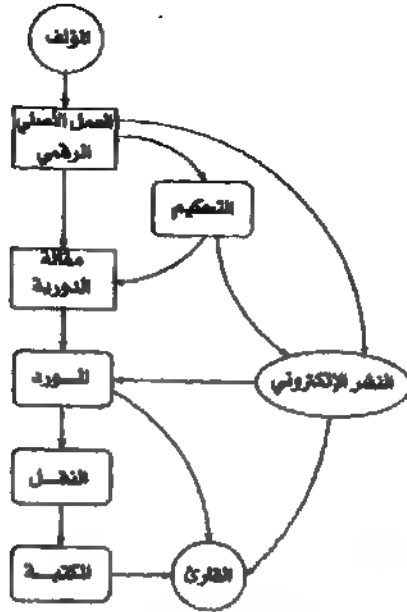 المؤلف
العمل الأصلي
الرقمي
التحكيم
مقالة
الدورية
المورد
النشر الإلكتروني
النقل
المكتبة
القارئ